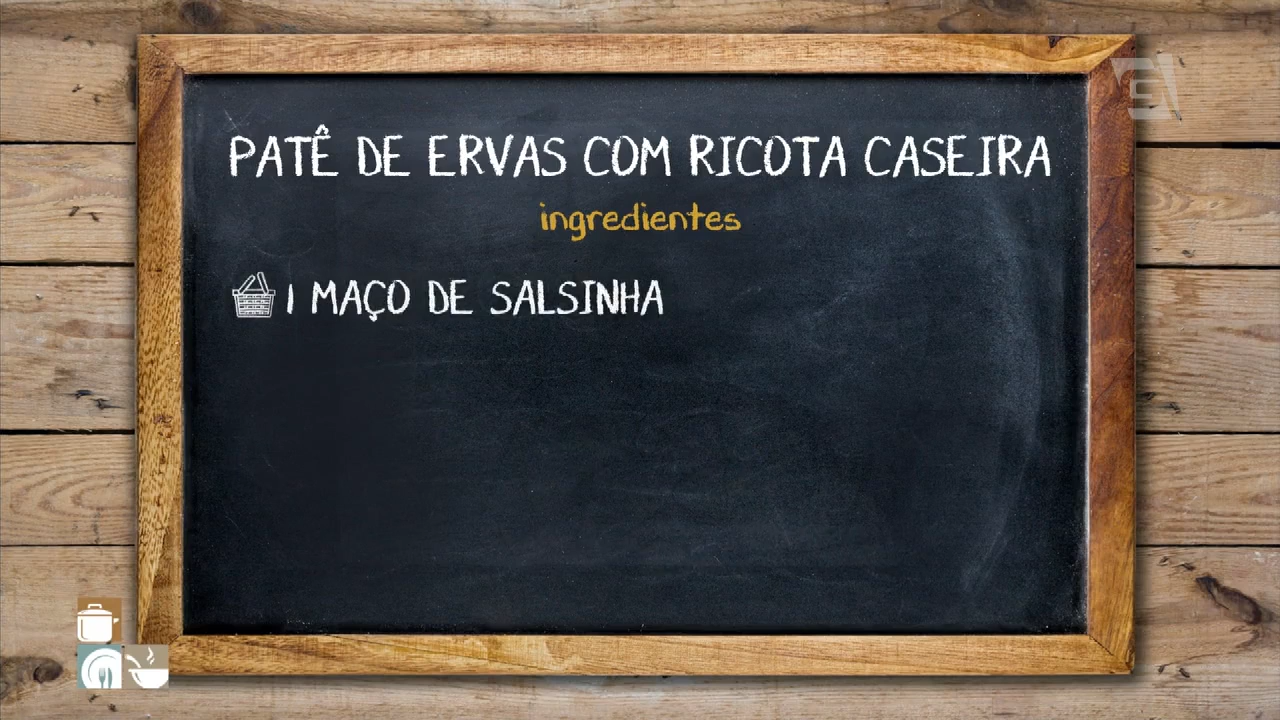 PATÊ DE ERVAS COM RICOTA CASEIRA
ingredientes
1 MAÇO DE SALSINHA